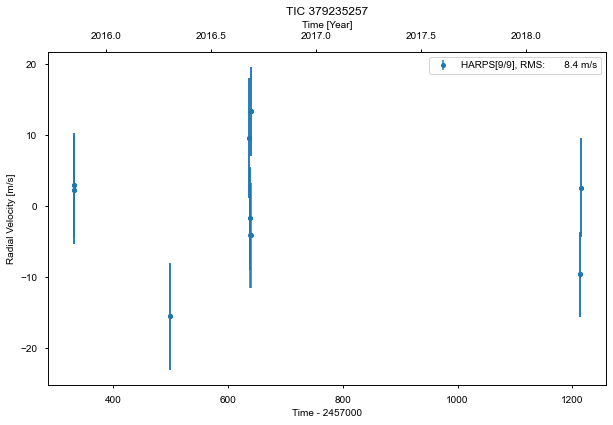 TIC 379235257
Time [Year]
2016.0 2016.5 2017.0 2017.5 2018.0
HARPS[9/9], RMS: 8.4 m/s
20
10
0
−10
−20
Radial Velocity [m/s]
400 600 800 1000 1200
Time - 2457000